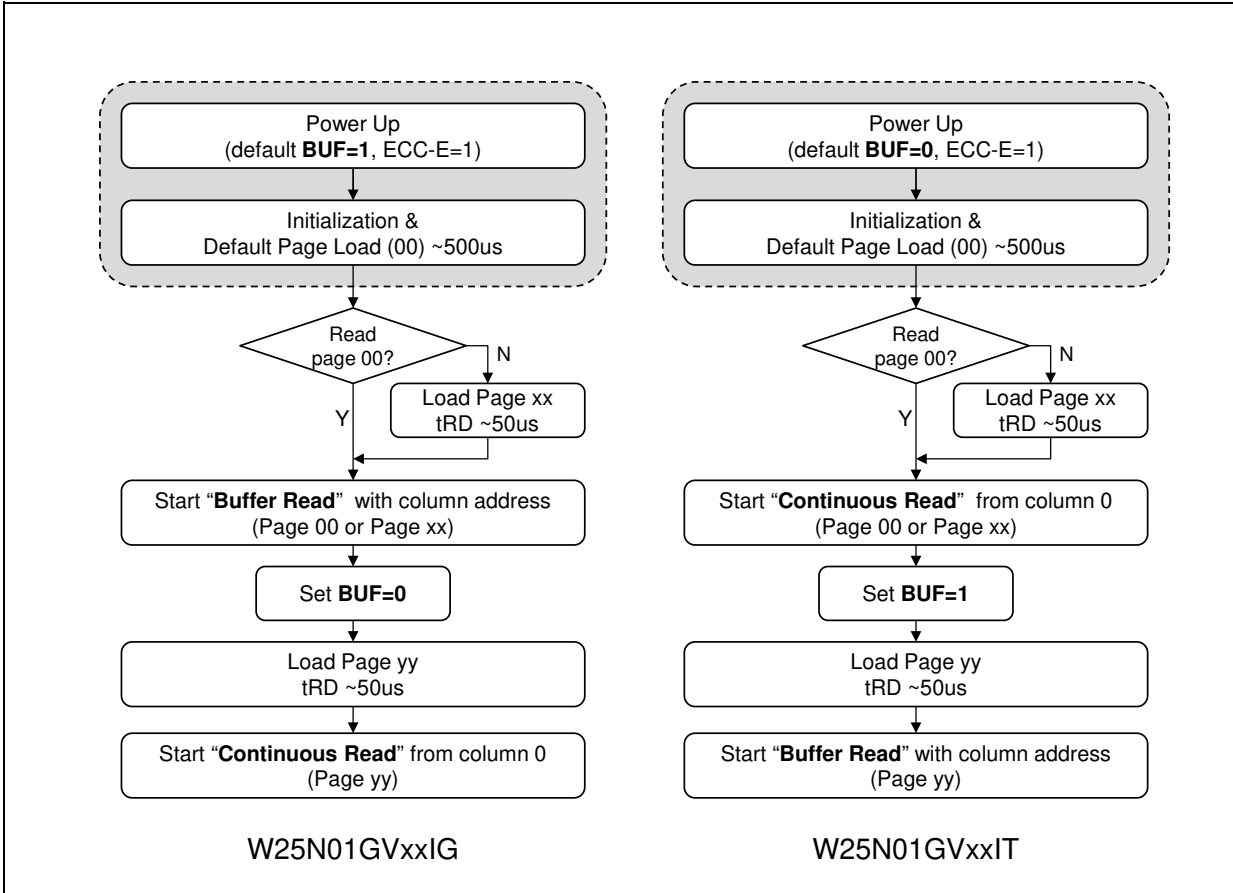 Power Up
(default BUF=1, ECC-E=1)
Initialization &
Default Page Load (00) ~500us
Read
page 00?
N
Load Page xx
tRD ~50us
Y
Start “Buffer Read” with column address
(Page 00 or Page xx)
Set BUF=0
Load Page yy
tRD ~50us
Start “Continuous Read” from column 0
(Page yy)
W25N01GVxxIG
Power Up
(default BUF=0, ECC-E=1)
Initialization &
Default Page Load (00) ~500us
Read
page 00?
N
Load Page xx
tRD ~50us
Y
Start “Continuous Read” from column 0
(Page 00 or Page xx)
Set BUF=1
Load Page yy
tRD ~50us
Start “Buffer Read” with column address
(Page yy)
W25N01GVxxIT